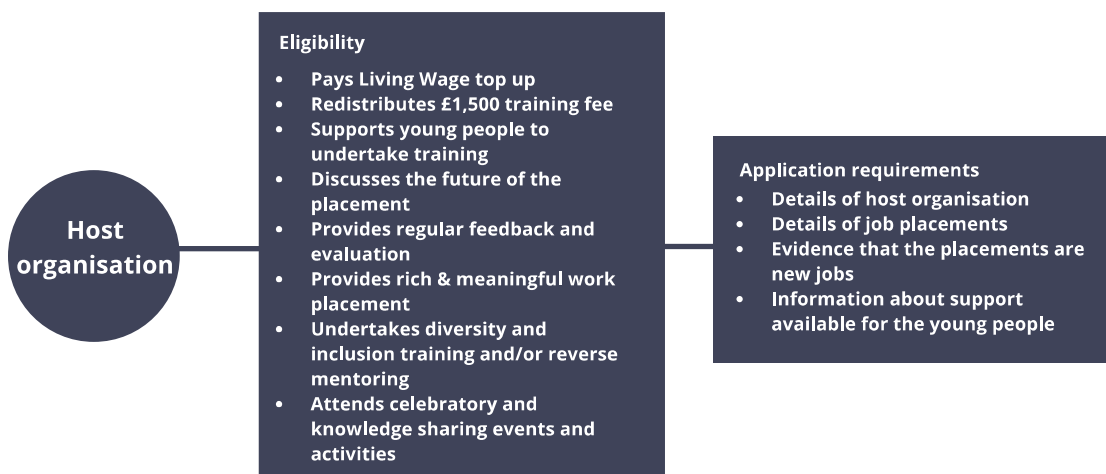 Host
organisation
Eligibility
• Pays Living Wage top up
• Redistributes £1,500 training fee
• Supports young people to
undertake training
• Discusses the future of the
placement
• Provides regular feedback and
evaluation
• Provides rich & meaningful work
placement
• Undertakes diversity and
inclusion training and/or reverse
mentoring
• Attends celebratory and
knowledge sharing events and
activities
Application requirements
• Details of host organisation
• Details of job placements
• Evidence that the placements are
new jobs
• Information about support
available for the young people